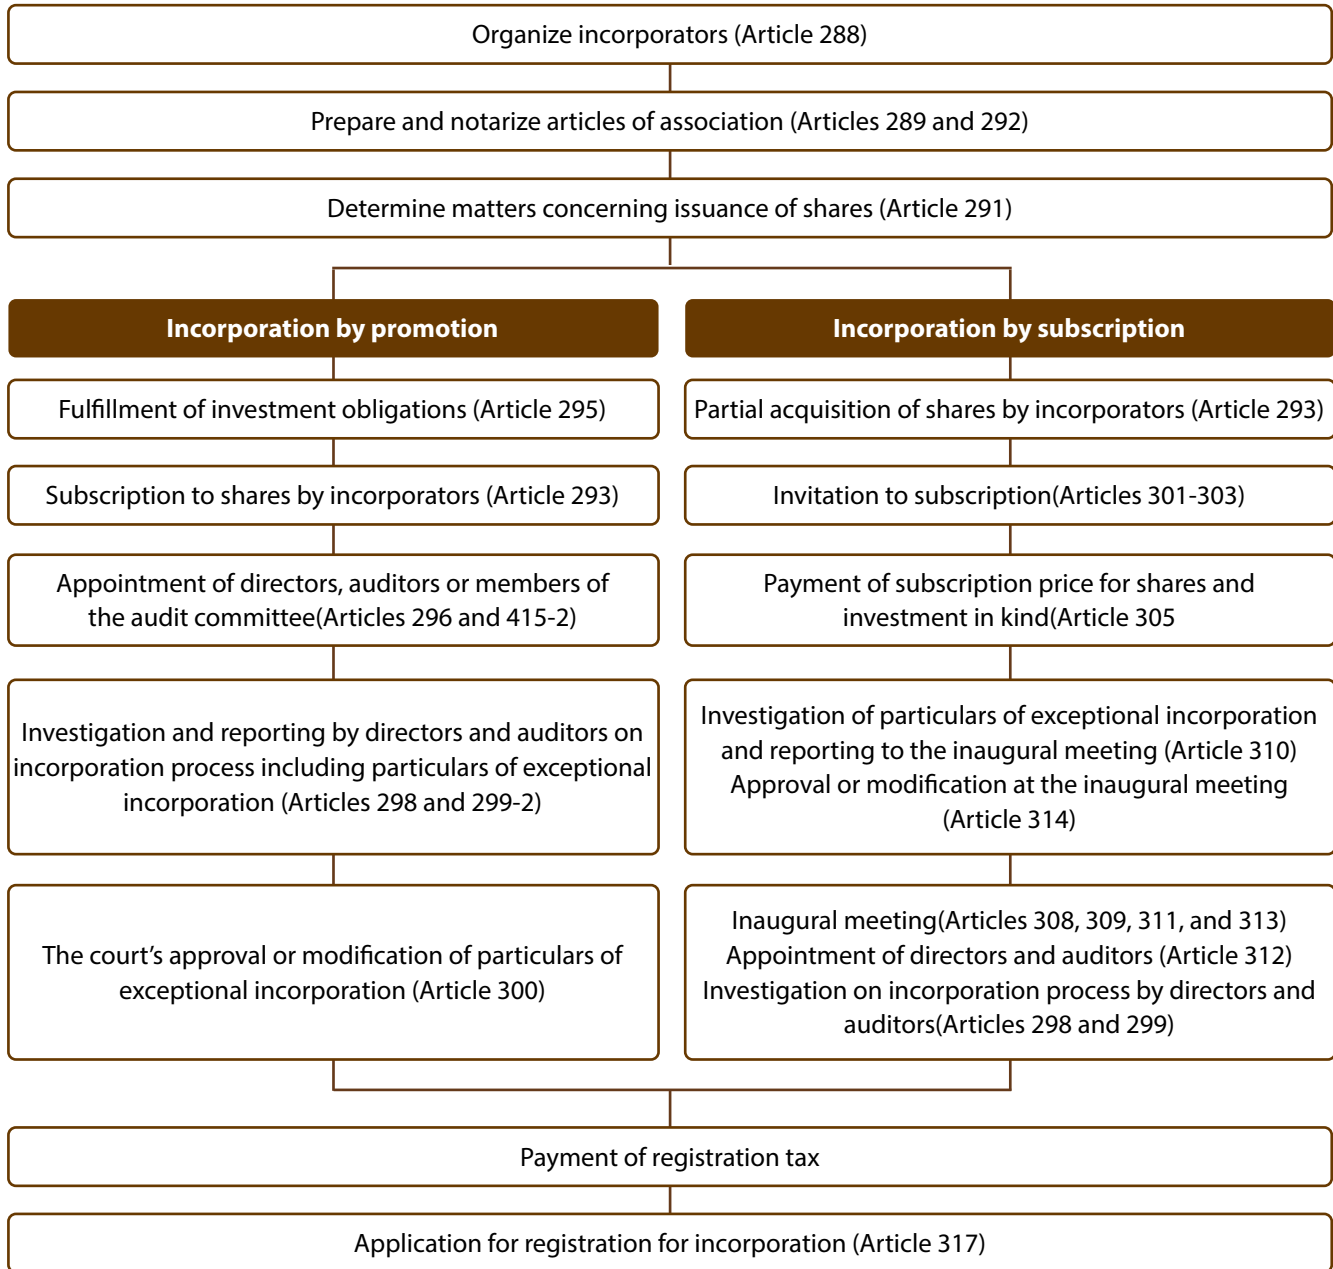 Organize incorporators (Article 288)
Prepare and notarize articles of association (Articles 289 and 292)
Determine matters concerning issuance of shares (Article 291)
Incorporation by promotion
Fulfillment of investment obligations (Article 295)
Subscription to shares by incorporators (Article 293)
Appointment of directors, auditors or members of
the audit committee(Articles 296 and 415-2)
Investigation and reporting by directors and auditors on
incorporation process including particulars of exceptional
incorporation (Articles 298 and 299-2)
The court’s approval or modification of particulars of
exceptional incorporation (Article 300)
Incorporation by subscription
Partial acquisition of shares by incorporators (Article 293)
Invitation to subscription(Articles 301-303)
Payment of subscription price for shares and
investment in kind(Article 305
Investigation of particulars of exceptional incorporation
and reporting to the inaugural meeting (Article 310)
Approval or modification at the inaugural meeting
(Article 314)
Inaugural meeting(Articles 308, 309, 311, and 313)
Appointment of directors and auditors (Article 312)
Investigation on incorporation process by directors and
auditors(Articles 298 and 299)
Payment of registration tax
Application for registration for incorporation (Article 317)